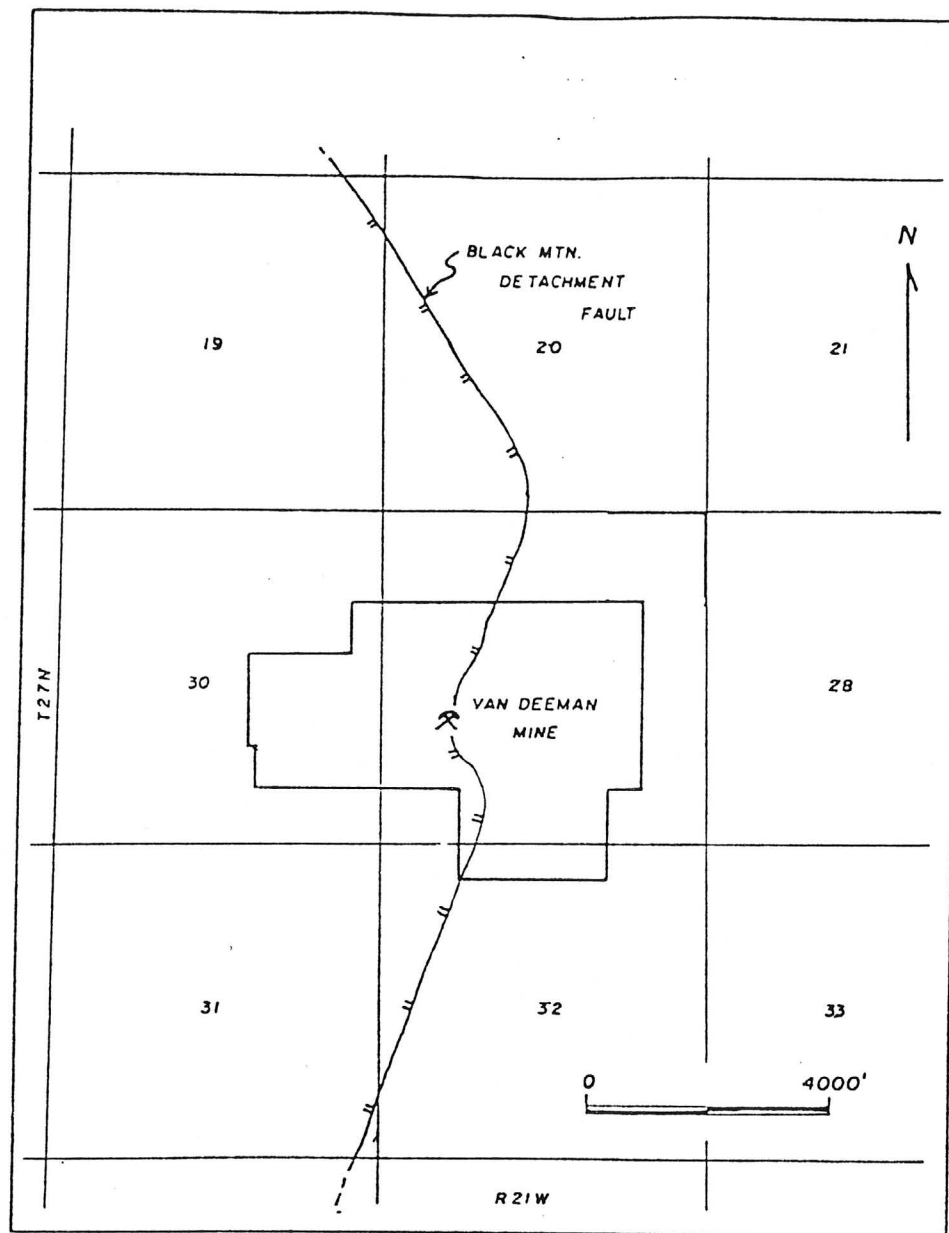 N
BLACK MTN.
DETACHMENT
FAULT
19
20
21
T27N
30
VAN DEEMAN
MINE
28
31
32
33
0 4000'
R21W